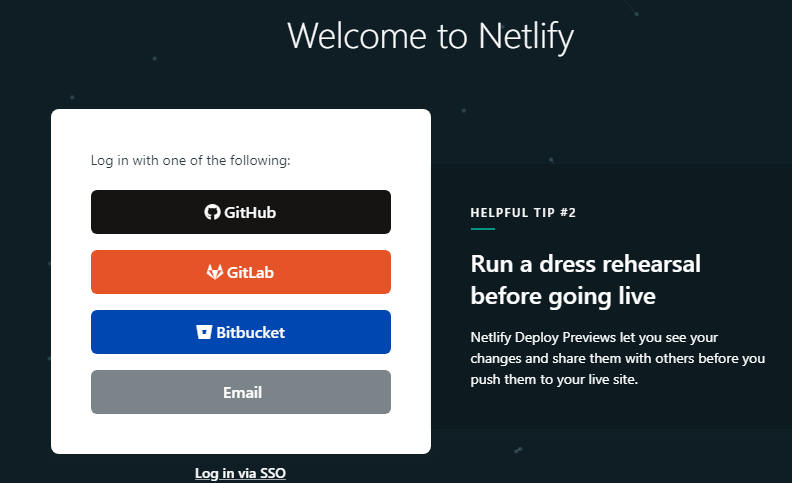 Welcome to Netlify
Log in with one of the following:
GitHub
GitLab
Bitbucket
Email
Log in via SSO
HELPFUL TIP #2
Run a dress rehearsal
before going live
Netlify Deploy Previews let you see your
changes and share them with others before you
push them to your live site.